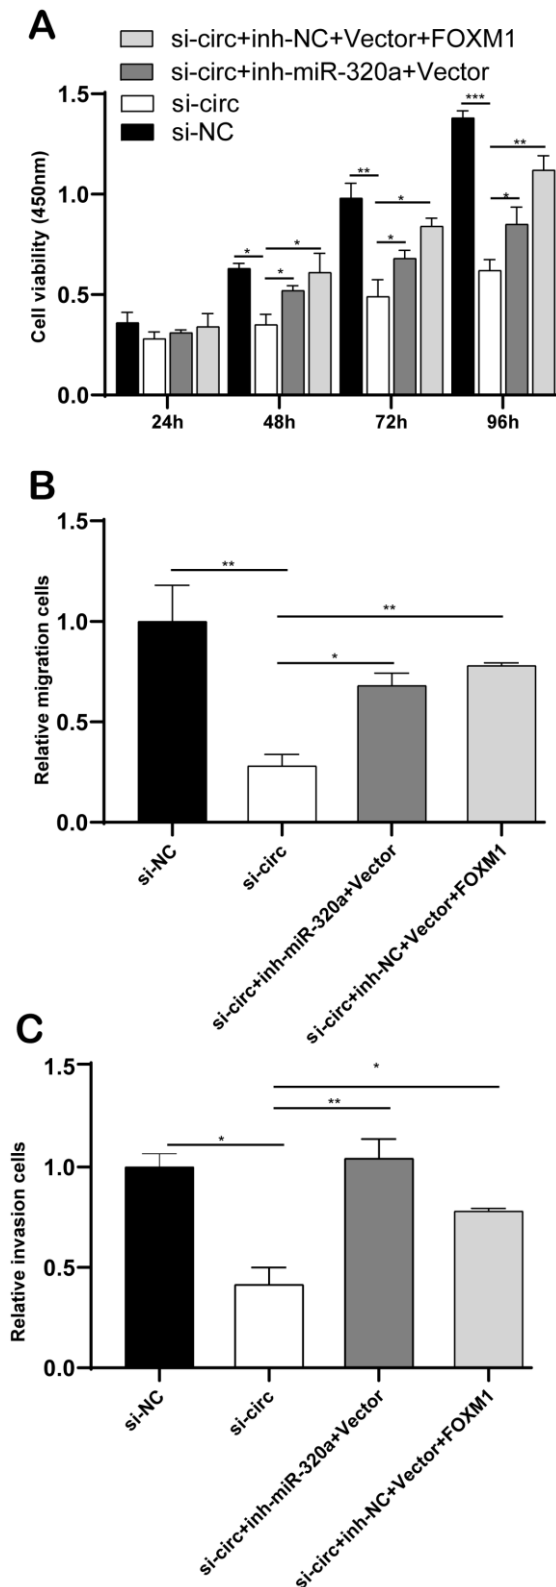 A
si-circ+inh-NC+Vector+FOXM1
si-circ+inh-miR-320a+Vector
si-circ
si-NC
Cell viability (450nm)
1.5
1.0
0.5
0.0
*
*
*
**
*
*
***
**
*
24h 48h 72h 96h
B
Relative migration cells
1.5
1.0
0.5
0.0
**
**
*
si-NC
si-circ
si-circ+inh-miR-320a+Vector
si-circ+inh-NC+Vector+FOXM1
C
Relative invasion cells
1.5
1.0
0.5
0.0
*
**
*
si-NC
si-circ
si-circ+inh-miR-320a+Vector
si-circ+inh-NC+Vector+FOXM1